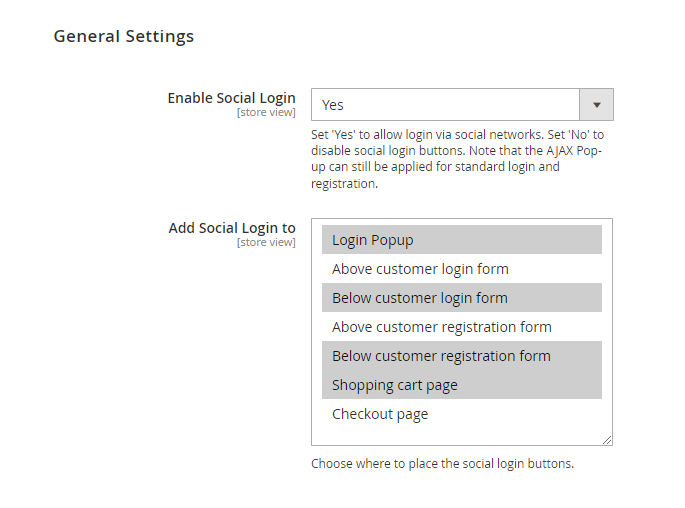 General Settings
Enable Social Login
[store view]
Yes
Set 'Yes' to allow login via social networks. Set 'No' to
disable social login buttons. Note that the AJAX Pop-
up can still be applied for standard login and
registration.
Add Social Login to
[store view]
Login Popup
Above customer login form
Below customer login form
Above customer registration form
Below customer registration form
Shopping cart page
Checkout page
Choose where to place the social login buttons.